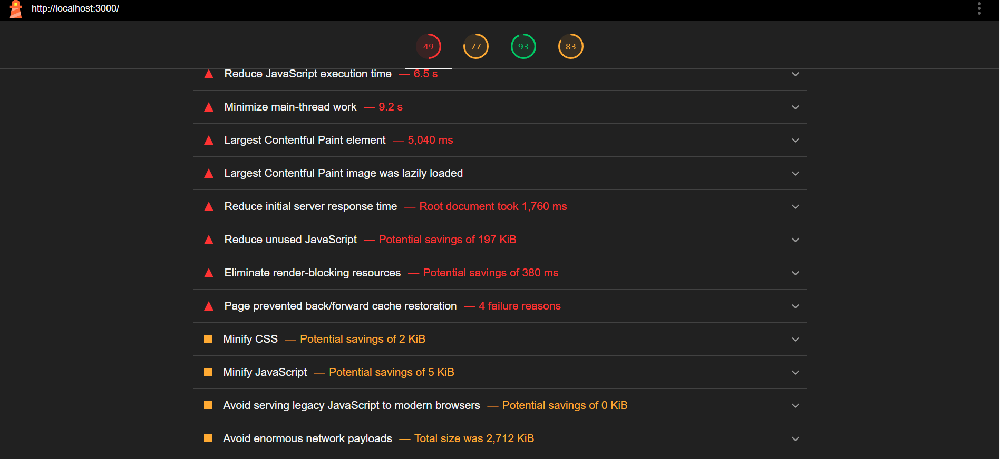 http://localhost:3000/
49 77 93 83
Reduce JavaScript execution time — 6.5 s
Minimize main-thread work — 9.2 s
Largest Contentful Paint element — 5,040 ms
Largest Contentful Paint image was lazily loaded
Reduce initial server response time — Root document took 1,760 ms
Reduce unused JavaScript — Potential savings of 197 KiB
Eliminate render-blocking resources — Potential savings of 380 ms
Page prevented back/forward cache restoration — 4 failure reasons
Minify CSS — Potential savings of 2 KiB
Minify JavaScript — Potential savings of 5 KiB
Avoid serving legacy JavaScript to modern browsers — Potential savings of 0 KiB
Avoid enormous network payloads — Total size was 2,712 KiB